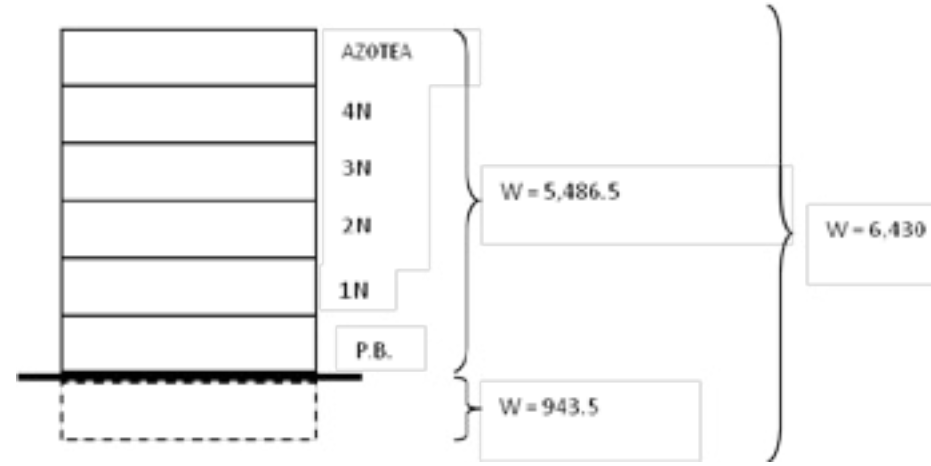 AZOTEA
4N
3N
2N
1N
P.B.
W = 5,486.5
W = 943.5
W = 6,430